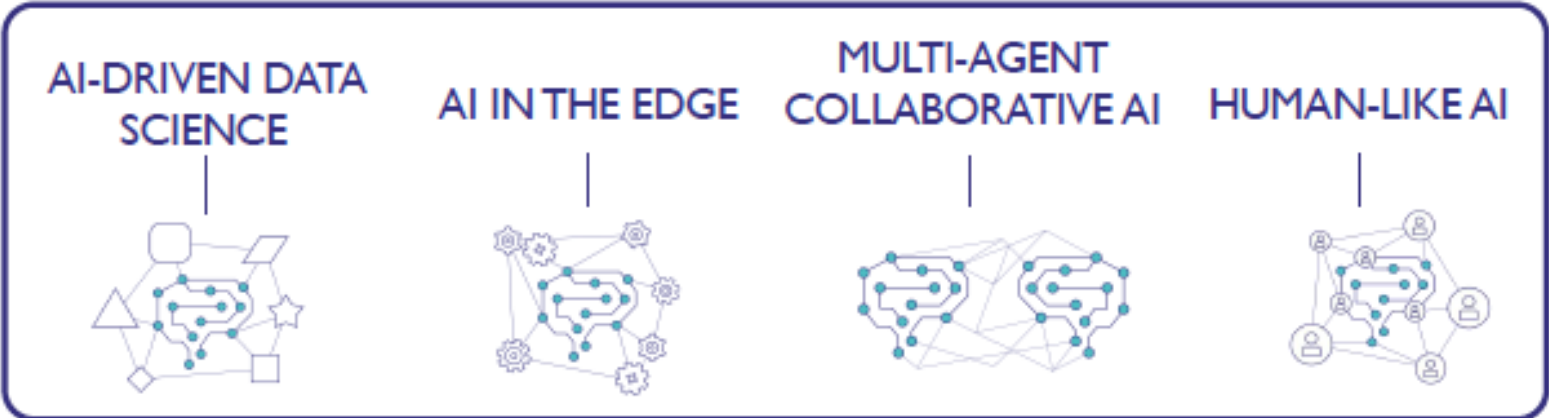 AI-DRIVEN DATA
SCIENCE
AI IN THE EDGE
MULTI-AGENT
COLLABORATIVE AI
HUMAN-LIKE AI